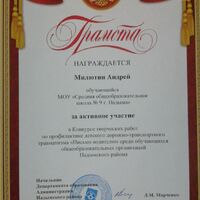 Грамота
НАГРАЖДАЕТСЯ
Милютин Андрей
обучающийся
МОУ «Средняя общеобразовательная
школа № 9 г. Надыма»
за активное участие
в Конкурсе творческих работ
по профилактике детского дорожно-транспортного
травматизма «Письмо водителю» среди обучающихся
общеобразовательных организаций
Надымского района
Начальник
Департамента образования
Администрации
Надымского района
Л.М. Марченко